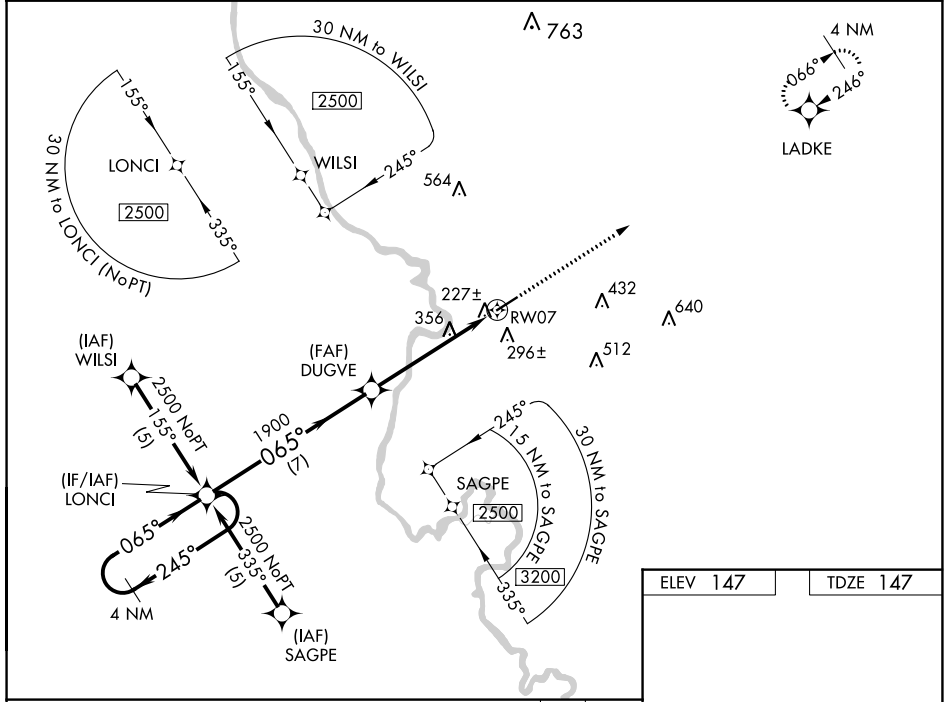 763
4 NM
066°
246°
LADKE
30 NM to WILSI
155°
2500
WILSI
245°
564
155°
LONCI
2500
335°
30 NM to LONCI (NoPT)
227±
RW07
356
296±
432
640
512
(IAF)
WILSI
2500 NoPT
155°
(5)
(FAF)
DUGVE
1900
065°
(7)
(IF/IAF)
LONCI
065°
245°
4 NM
2500 NoPT
335°
(5)
(IAF)
SAGPE
245°
15 NM to SAGPE
30 NM to SAGPE
SAGPE
2500
3200
335°
ELEV 147
TDZE 147